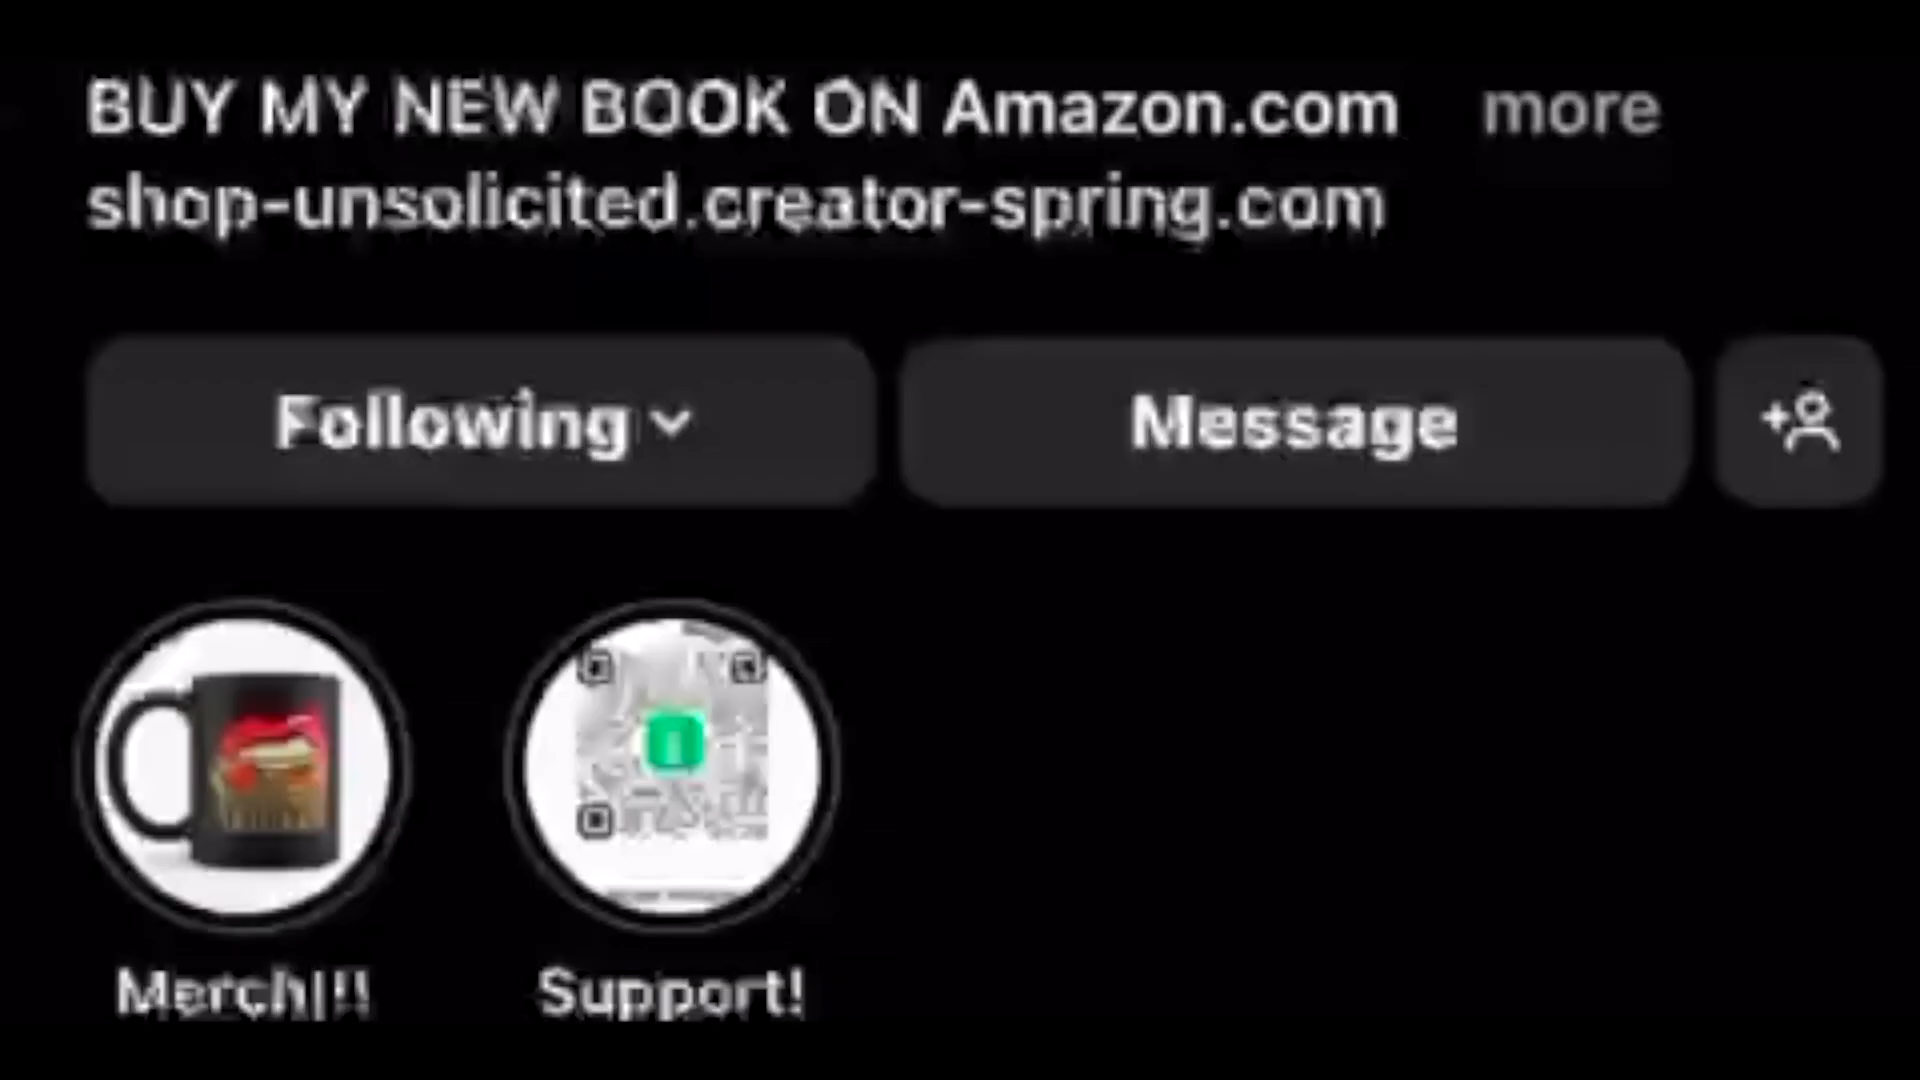 BUY MY NEW BOOK ON Amazon.com more
shop-unsolicited.creator-spring.com
Following
Message
Merch!!!
Support!